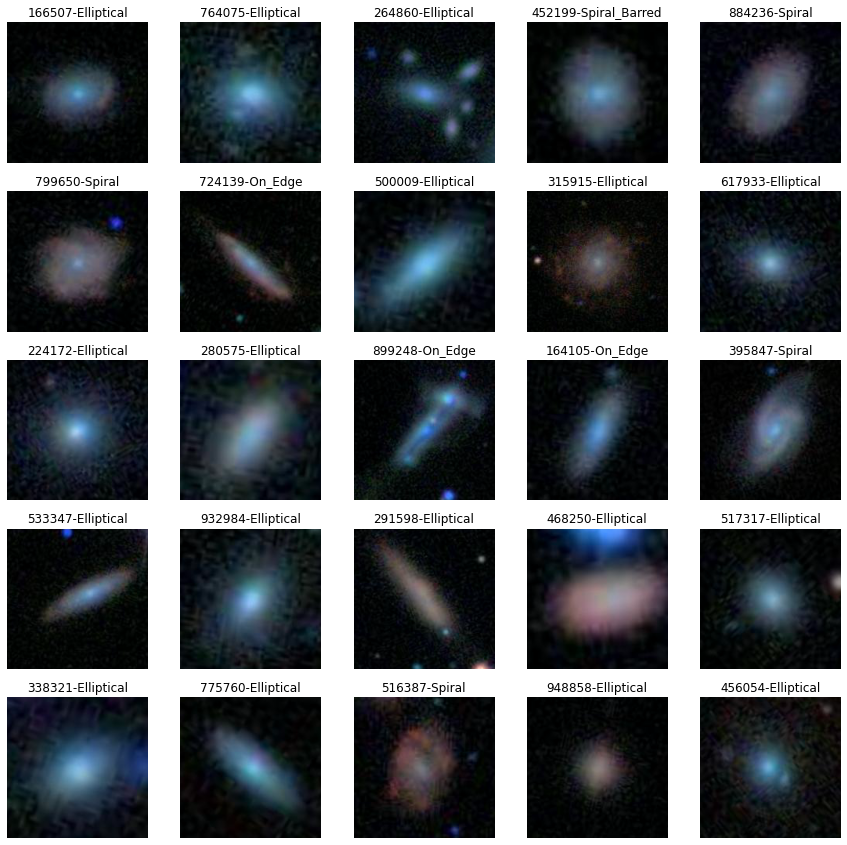 166507-Elliptical
764075-Elliptical
264860-Elliptical
452199-Spiral_Barred
884236-Spiral
799650-Spiral
724139-On_Edge
500009-Elliptical
315915-Elliptical
617933-Elliptical
224172-Elliptical
280575-Elliptical
899248-On_Edge
164105-On_Edge
395847-Spiral
533347-Elliptical
932984-Elliptical
291598-Elliptical
468250-Elliptical
517317-Elliptical
338321-Elliptical
775760-Elliptical
516387-Spiral
948858-Elliptical
456054-Elliptical